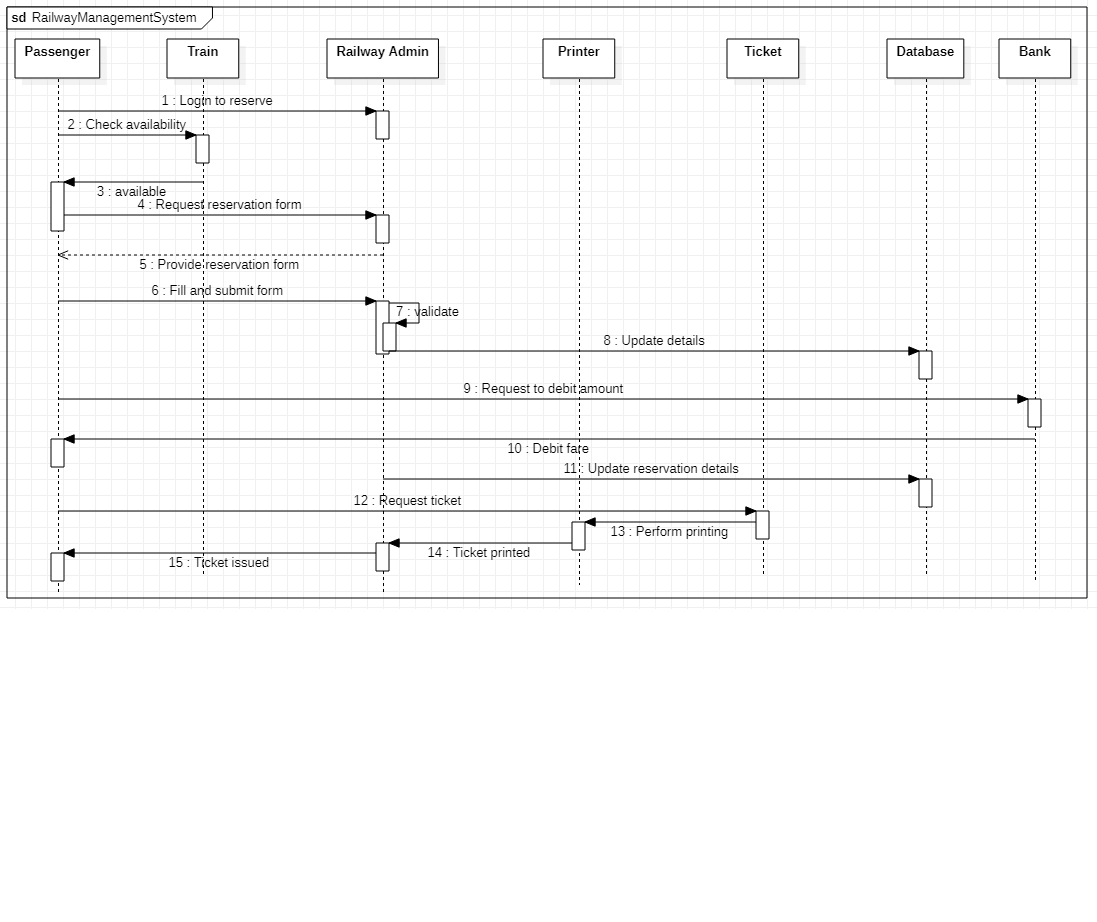 sd RailwayManagementSystem
Passenger
Train
Railway Admin
Printer
Ticket
Database
Bank
1 : Login to reserve
2 : Check availability
3 : available
4 : Request reservation form
5 : Provide reservation form
6 : Fill and submit form
7 : validate
8 : Update details
9 : Request to debit amount
10 : Debit fare
11 : Update reservation details
12 : Request ticket
13 : Perform printing
14 : Ticket printed
15 : Ticket issued